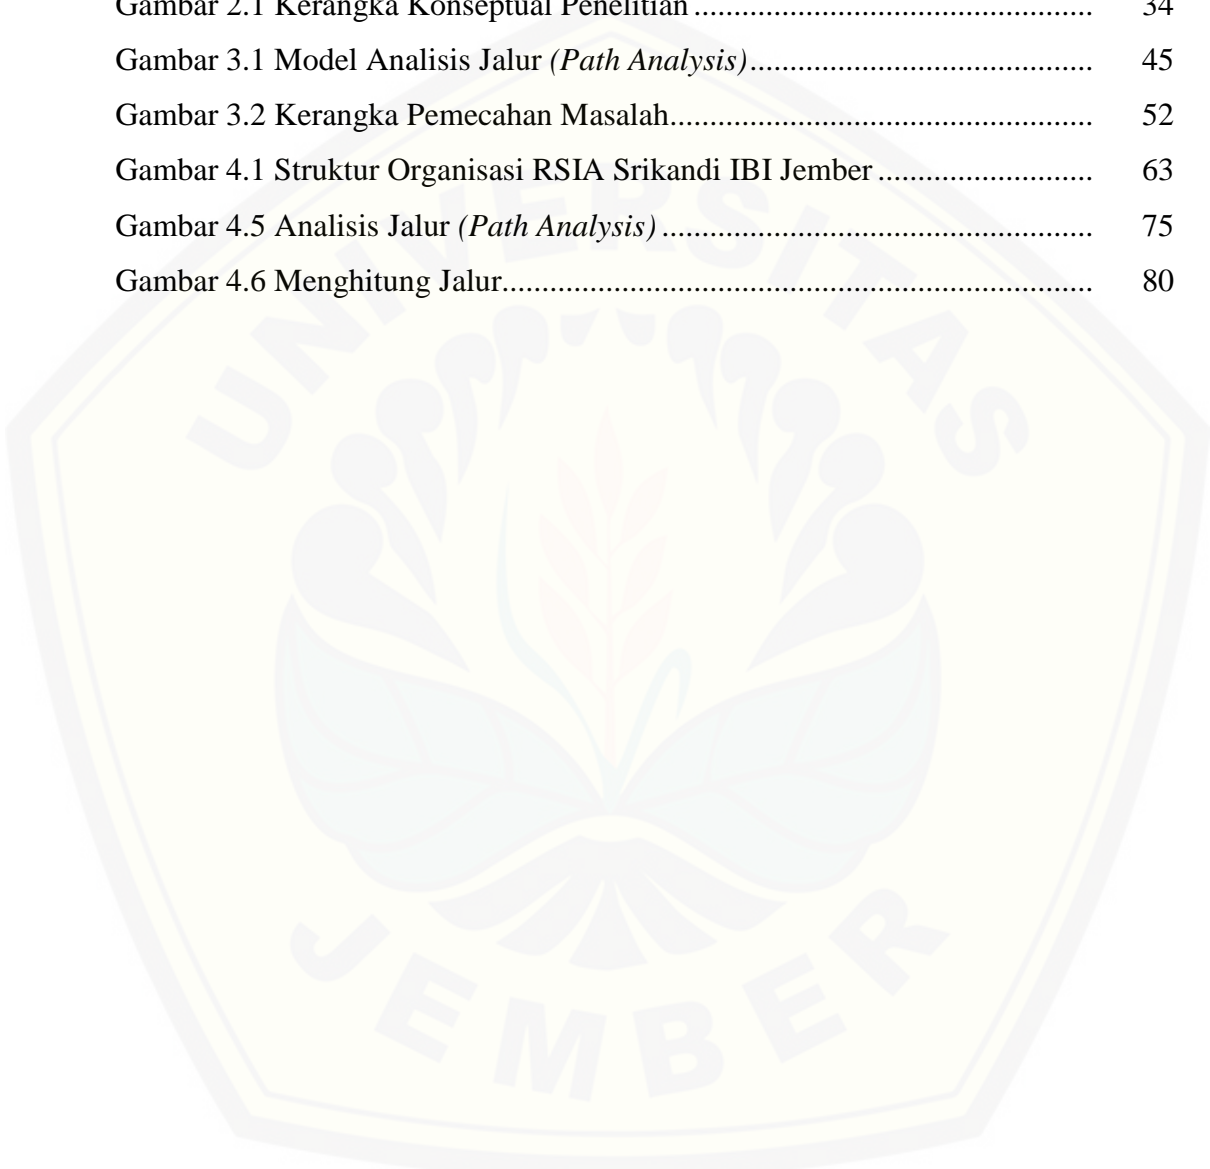 Gambar 2.1 Kerangka Konseptual Penelitian .................................................. 34
Gambar 3.1 Model Analisis Jalur (Path Analysis)........................................... 45
Gambar 3.2 Kerangka Pemecahan Masalah..................................................... 52
Gambar 4.1 Struktur Organisasi RSIA Srikandi IBI Jember ........................... 63
Gambar 4.5 Analisis Jalur (Path Analysis) ...................................................... 75
Gambar 4.6 Menghitung Jalur.......................................................................... 80
UNIVERSITAS
JEMBER